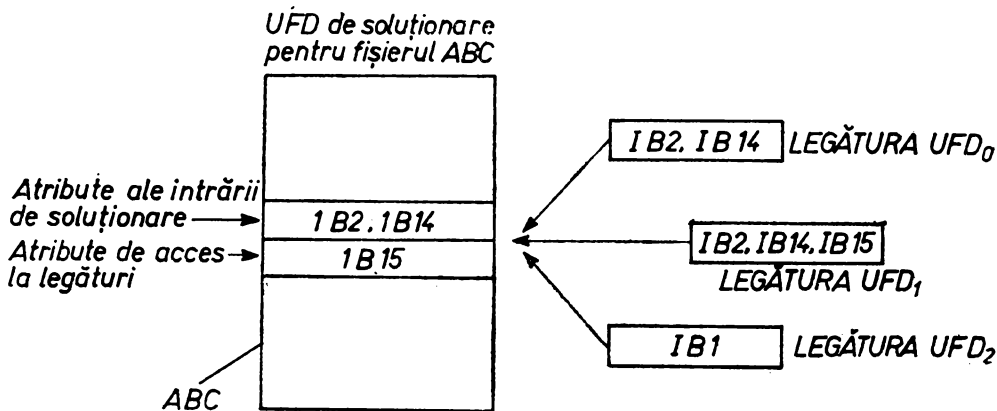 UFD de soluționare
pentru fișierul ABC
IB2. IB14 LEGĂTURA UFD₀
Atribute ale intrării
de soluționare
1B2.1B14
Atribute de acces
la legături
1B15
IB2.IB14.IB15
LEGĂTURA UFD₁
IB1 LEGĂTURA UFD₂
ABC